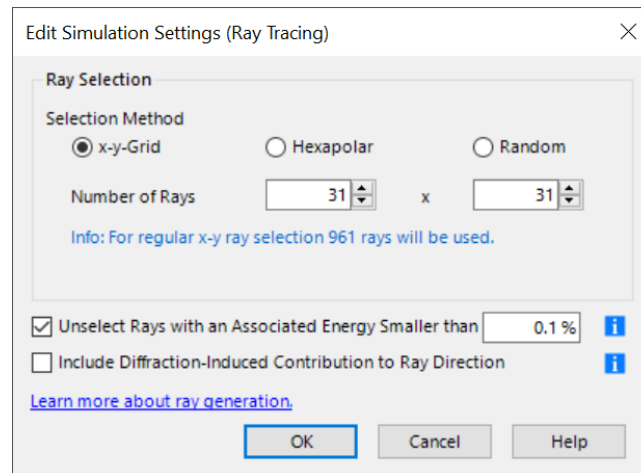 Edit Simulation Settings (Ray Tracing)
Ray Selection
Selection Method
x-y-Grid Hexapolar Random
Number of Rays 31 x 31
Info: For regular x-y ray selection 961 rays will be used.
Unselect Rays with an Associated Energy Smaller than 0.1 %
Include Diffraction-Induced Contribution to Ray Direction
Learn more about ray generation.
OK Cancel Help